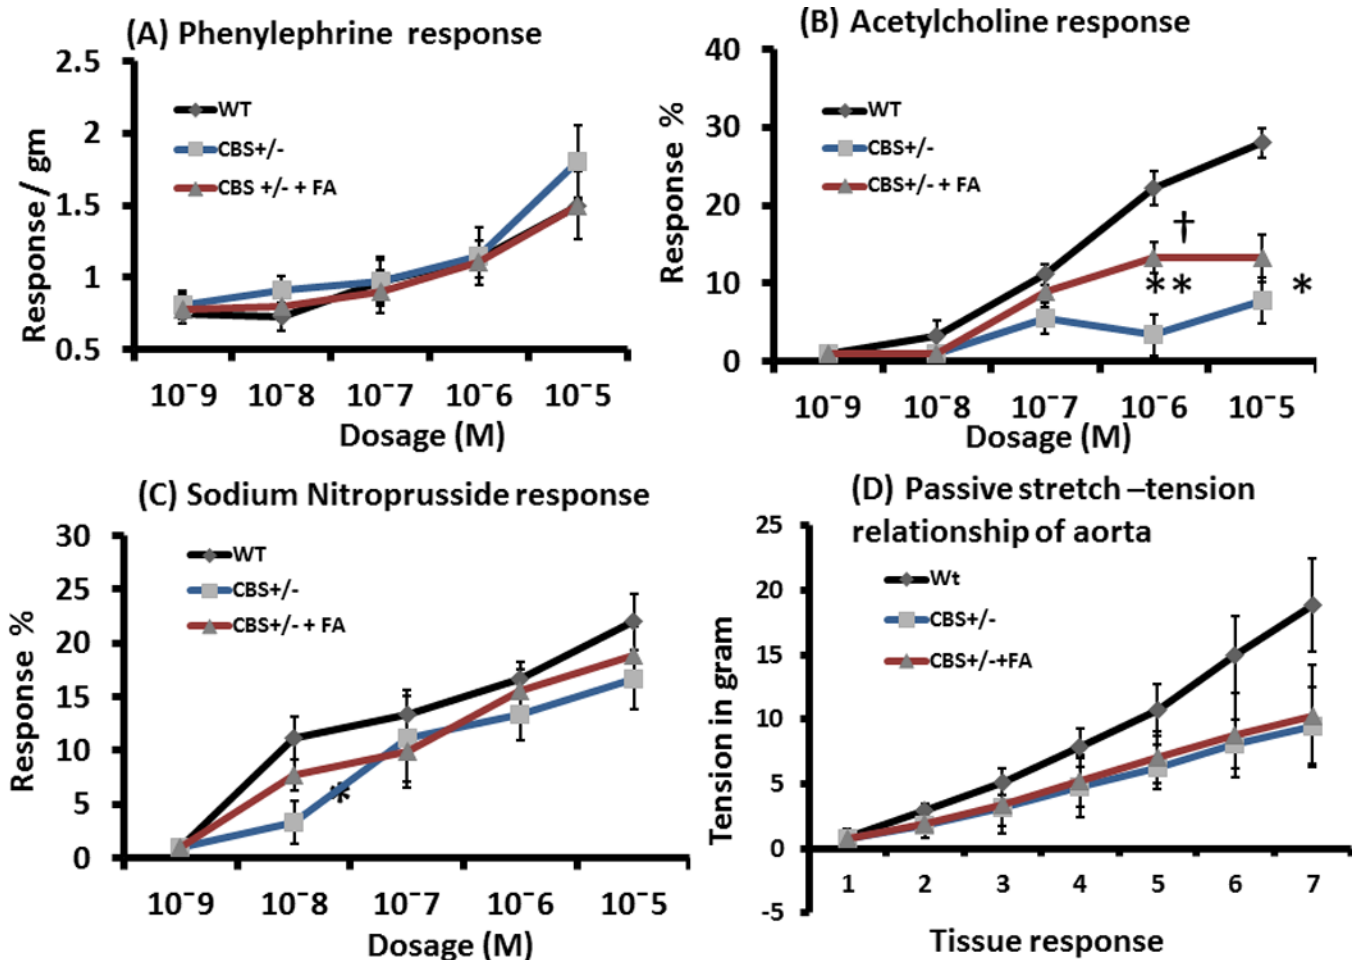 (A) Phenylephrine response
2.5
2
1.5
1
0.5
Response / gm
WT
CBS+/-
CBS +/- + FA
10⁻9 10⁻8 10⁻7 10⁻6 10⁻5
Dosage (M)
(B) Acetylcholine response
40
30
20
10
0
Response %
WT
CBS+/-
CBS+/- + FA
†
**
*
10⁻9 10⁻8 10⁻7 10⁻6 10⁻5
Dosage (M)
(C) Sodium Nitroprusside response
30
25
20
15
10
5
0
Response %
WT
CBS+/-
CBS+/- + FA
*
10⁻9 10⁻8 10⁻7 10⁻6 10⁻5
Dosage (M)
(D) Passive stretch –tension
relationship of aorta
25
20
15
10
5
0
-5
Tension in gram
Wt
CBS+/-
CBS+/-+FA
1 2 3 4 5 6 7
Tissue response